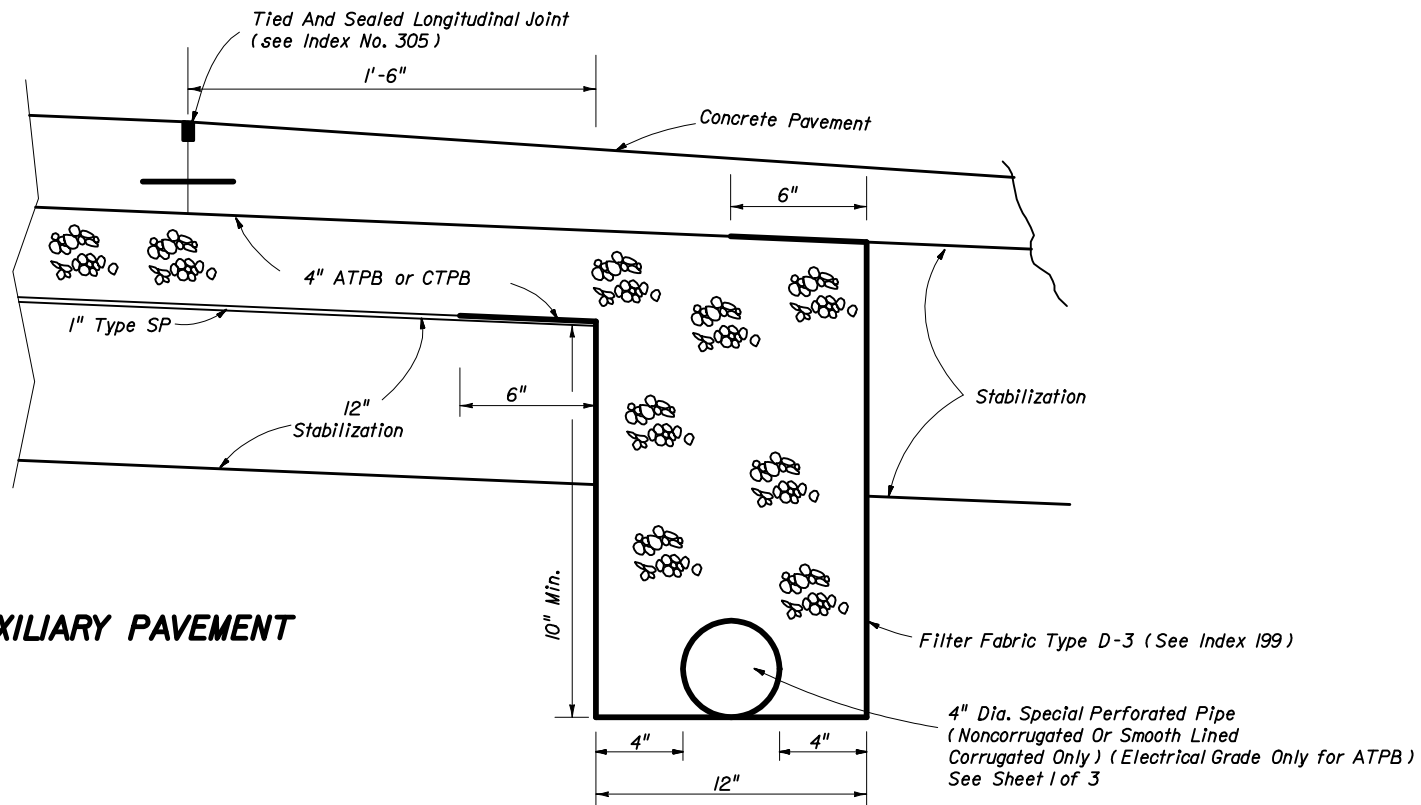 Tied And Sealed Longitudinal Joint
(see Index No. 305)
1'-6"
Concrete Pavement
6"
4" ATPB or CTPB
1" Type SP
6"
12"
Stabilization
Stabilization
10" Min.
XILIARY PAVEMENT
Filter Fabric Type D-3 (See Index 199)
4" Dia. Special Perforated Pipe
(Noncorrugated Or Smooth Lined
Corrugated Only) (Electrical Grade Only for ATPB)
See Sheet 1 of 3
4"
4"
12"